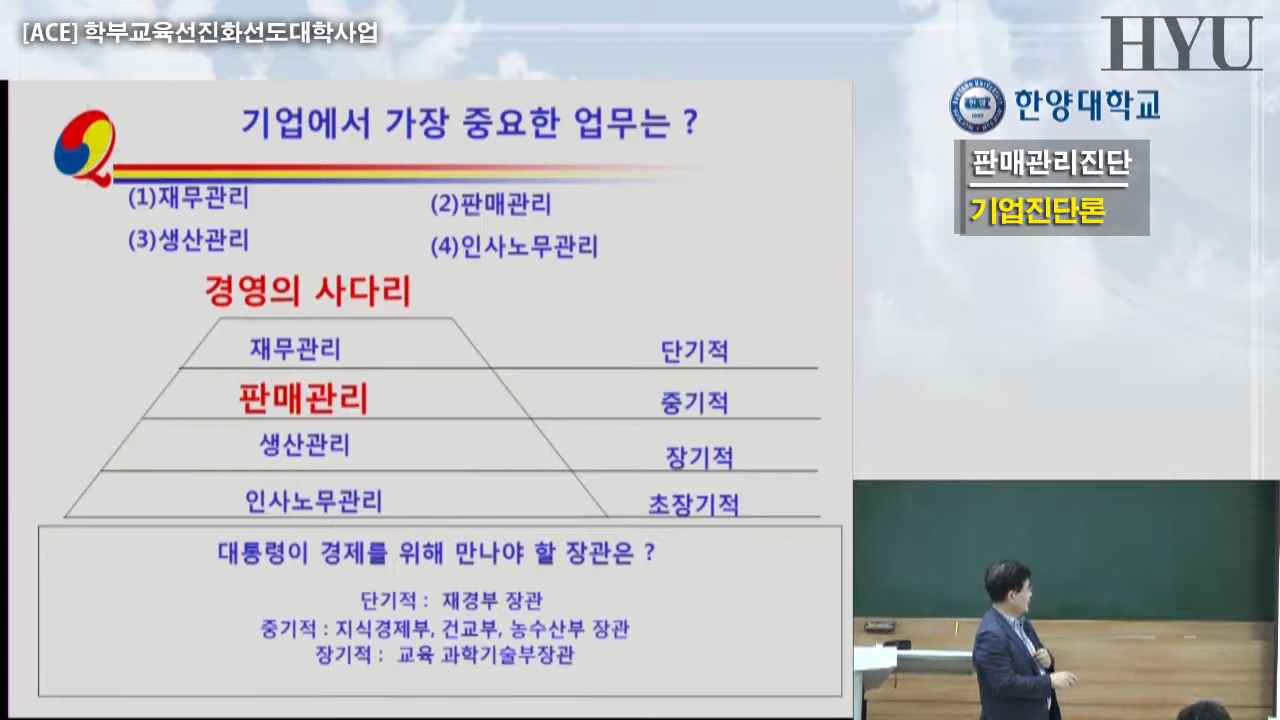 [ACE] 학부교육선진화선도대학사업
HYU
한양대학교
판매관리진단
기업진단론
기업에서 가장 중요한 업무는 ?
(1)재무관리
(2)판매관리
(3)생산관리
(4)인사노무관리
경영의 사다리
재무관리 단기적
판매관리 중기적
생산관리 장기적
인사노무관리 초장기적
대통령이 경제를 위해 만나야 할 장관은 ?
단기적 : 재경부 장관
중기적 : 지식경제부, 건교부, 농수산부 장관
장기적 : 교육 과학기술부장관